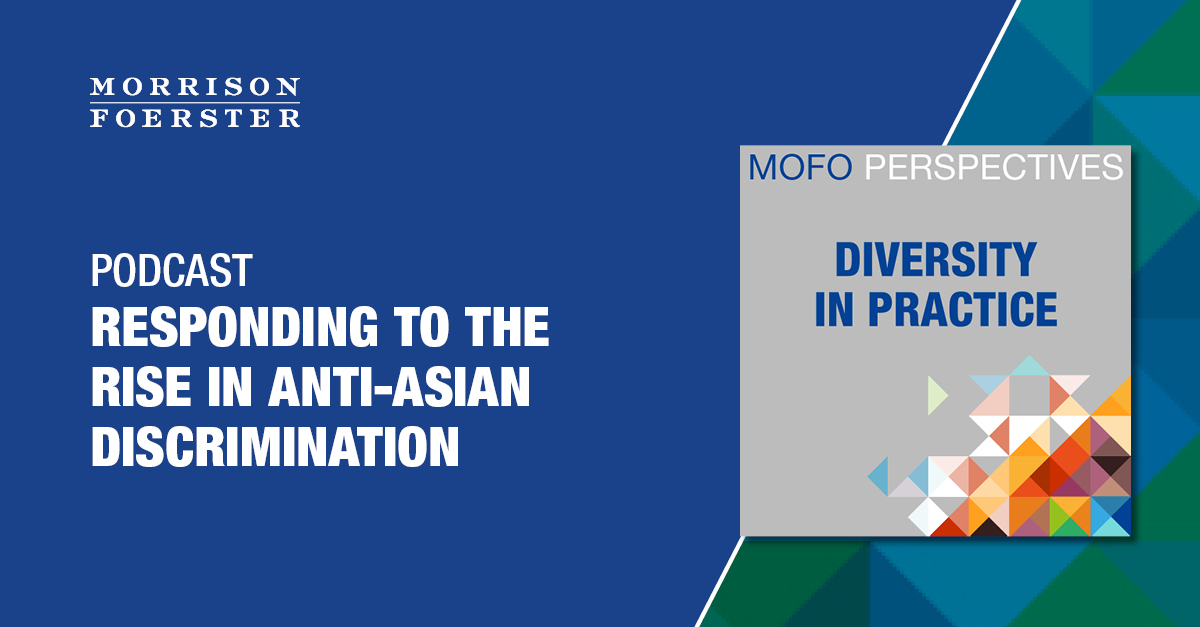 MORRISON
FOERSTER
PODCAST
RESPONDING TO THE
RISE IN ANTI-ASIAN
DISCRIMINATION
MOFO PERSPECTIVES
DIVERSITY
IN PRACTICE